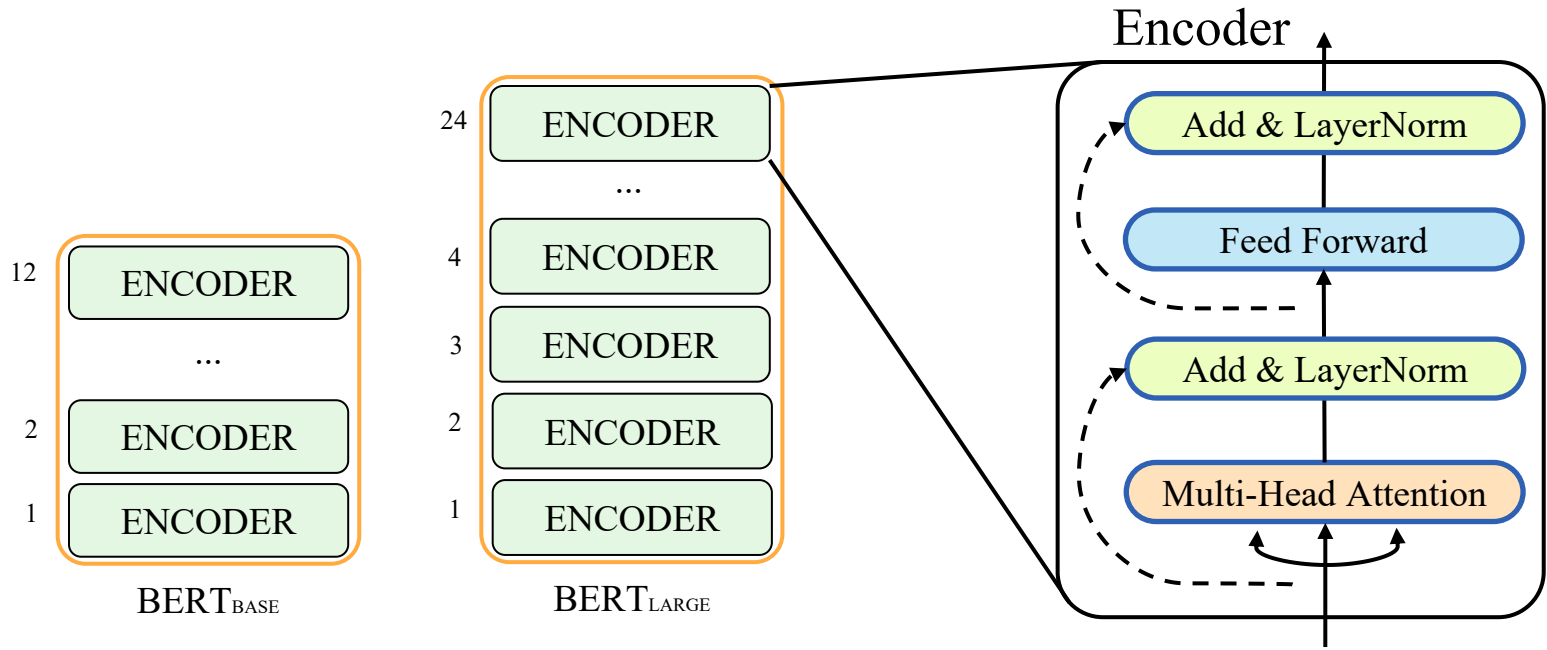 12
ENCODER
...
2
ENCODER
1
ENCODER
BERTBASE
24
ENCODER
...
4
ENCODER
3
ENCODER
2
ENCODER
1
ENCODER
BERTLARGE
Encoder
Add & LayerNorm
Feed Forward
Add & LayerNorm
Multi-Head Attention